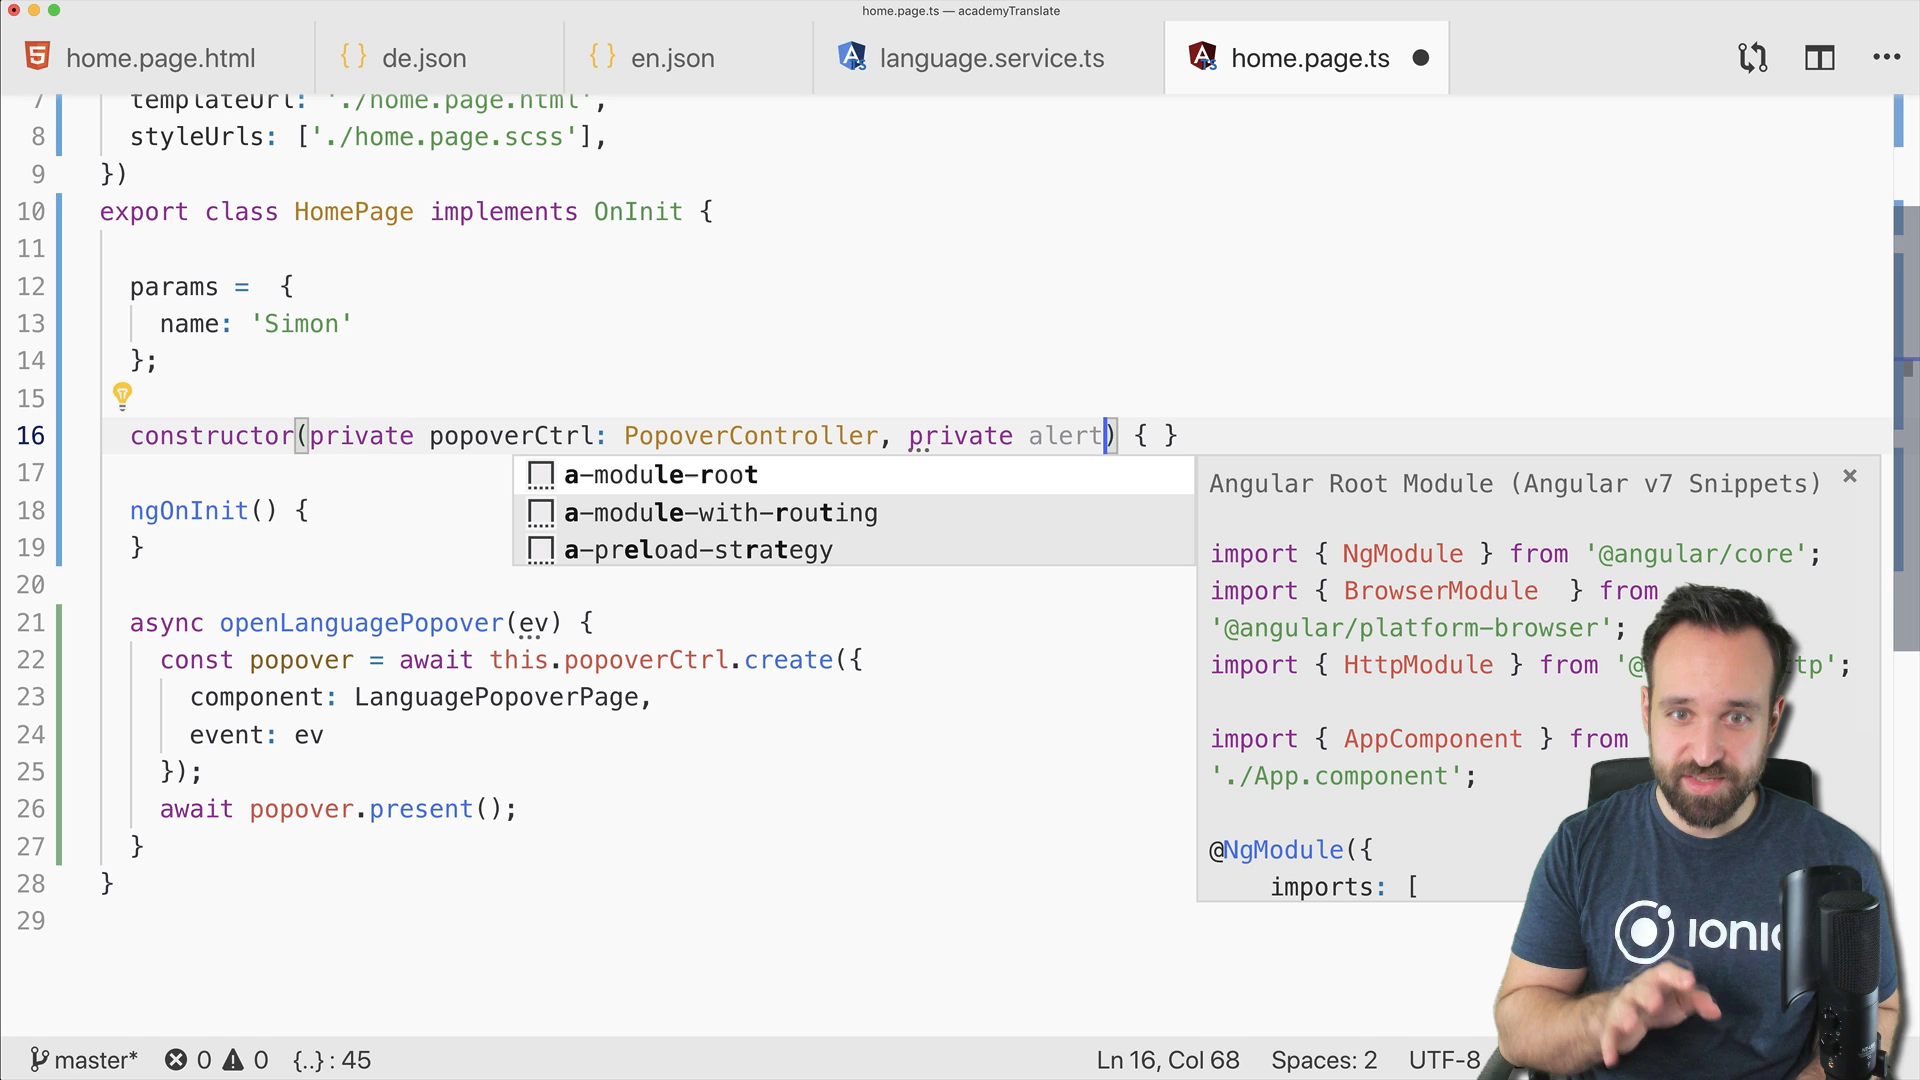 home.page.ts — academyTranslate
home.page.html
{ } de.json
{ } en.json
language.service.ts
home.page.ts
7 templateUrl: './home.page.html',
8 styleUrls: ['./home.page.scss'],
9 })
10 export class HomePage implements OnInit {
11
12 params =  {
13 name: 'Simon'
14 };
15
16 constructor(private popoverCtrl: PopoverController, private alert) { }
17
18 ngOnInit() {
19 }
20
21 async openLanguagePopover(ev) {
22 const popover = await this.popoverCtrl.create({
23 component: LanguagePopoverPage,
24 event: ev
25 });
26 await popover.present();
27 }
28 }
29
a-module-root
a-module-with-routing
a-preload-strategy
Angular Root Module (Angular v7 Snippets)
import { NgModule } from '@angular/core';
import { BrowserModule  } from
'@angular/platform-browser';
import { HttpModule } from '@ tp';
import { AppComponent } from
'./App.component';
@NgModule({
imports: [
IONIC
master* 0 0 {..} : 45 Ln 16, Col 68 Spaces: 2 UTF-8